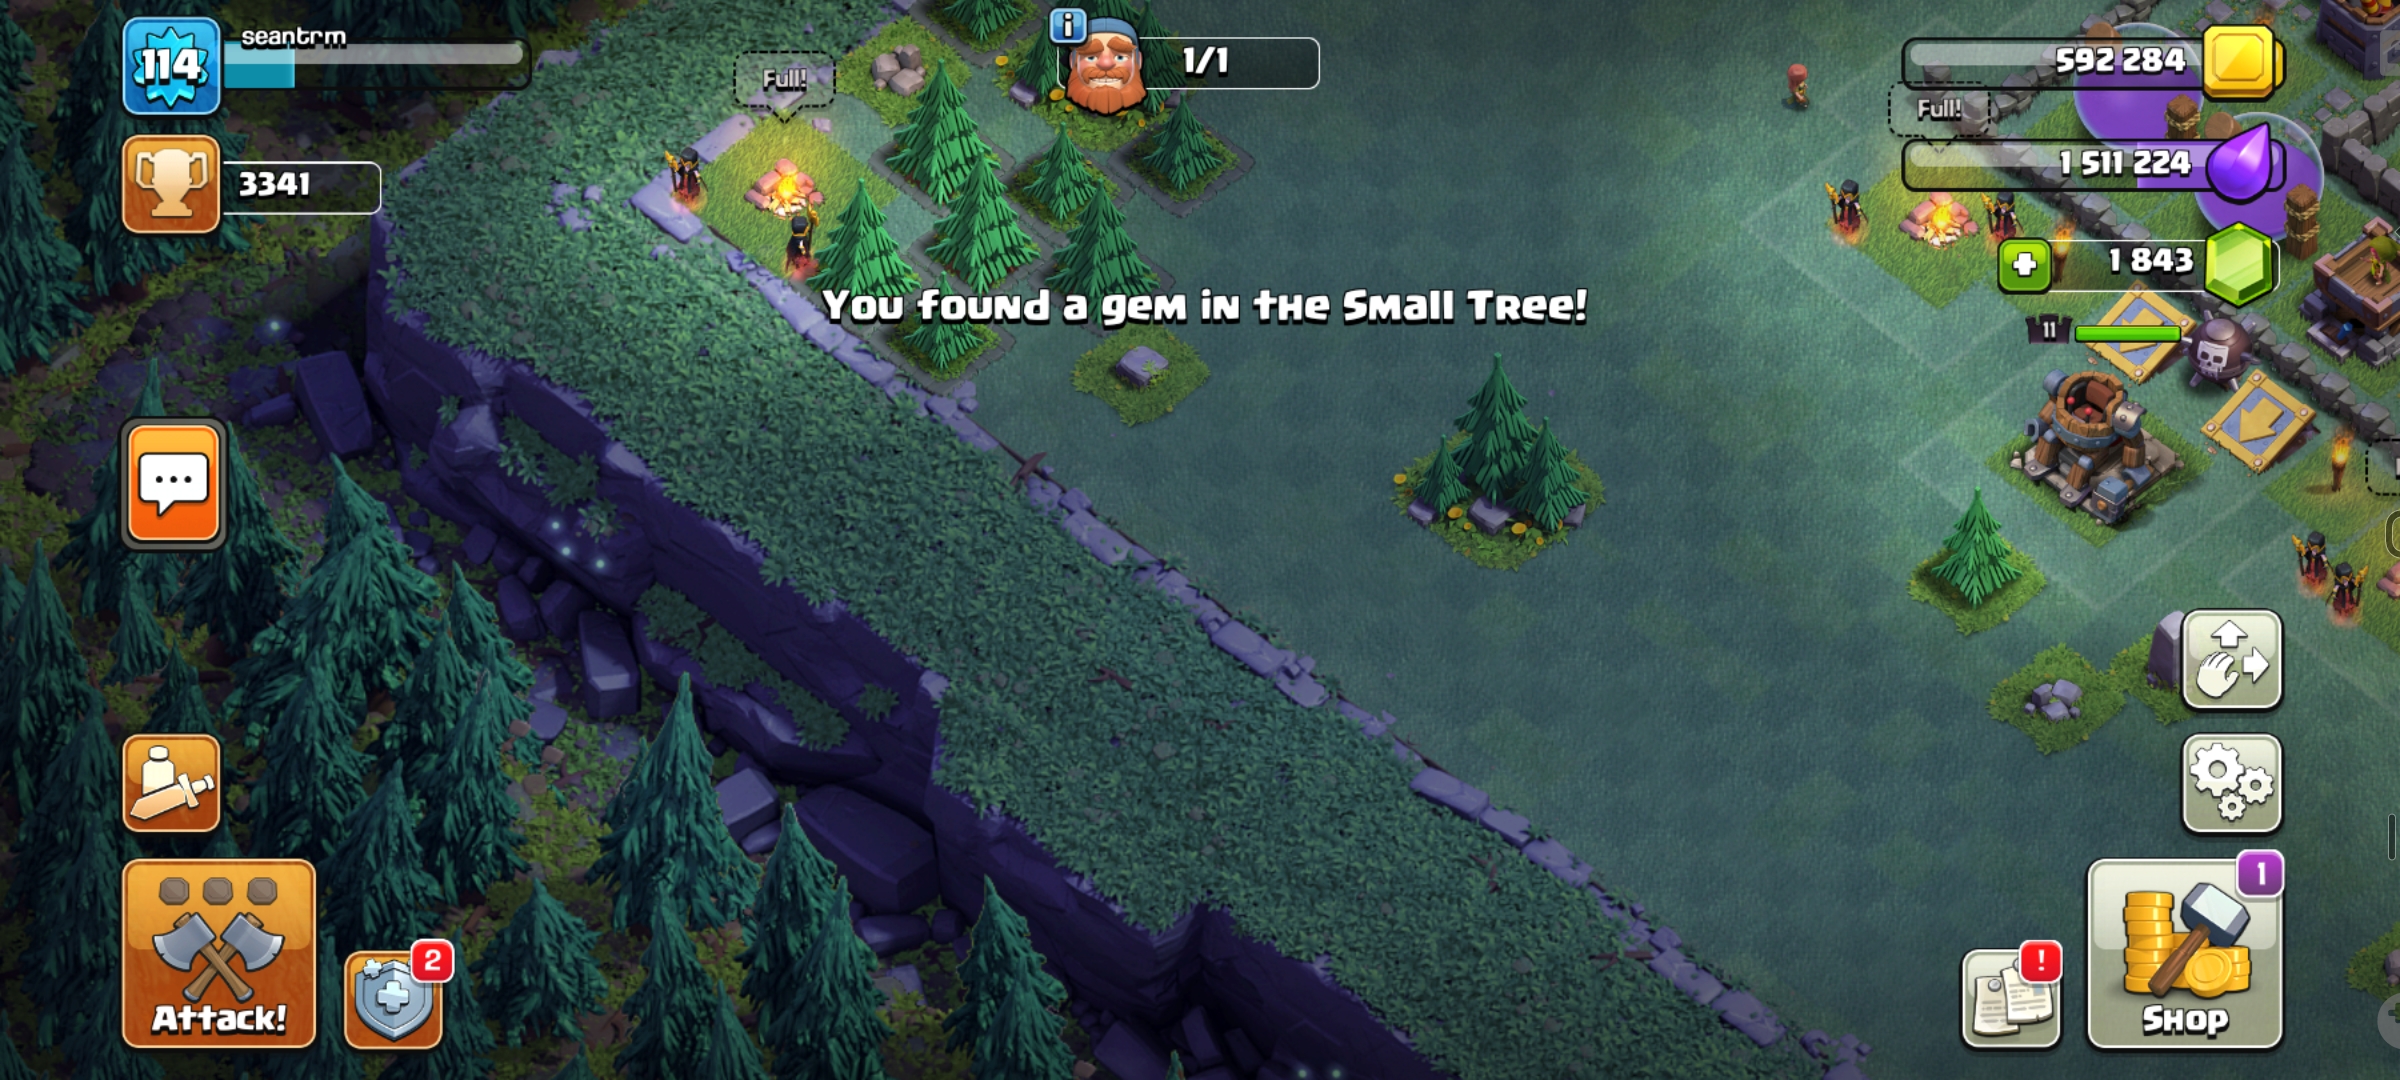 114
seantrm
1/1
592 284
Full!
Full!
1 511 224
3341
1 843
You found a gem in the Small Tree!
11
1
2
!
Attack!
Shop